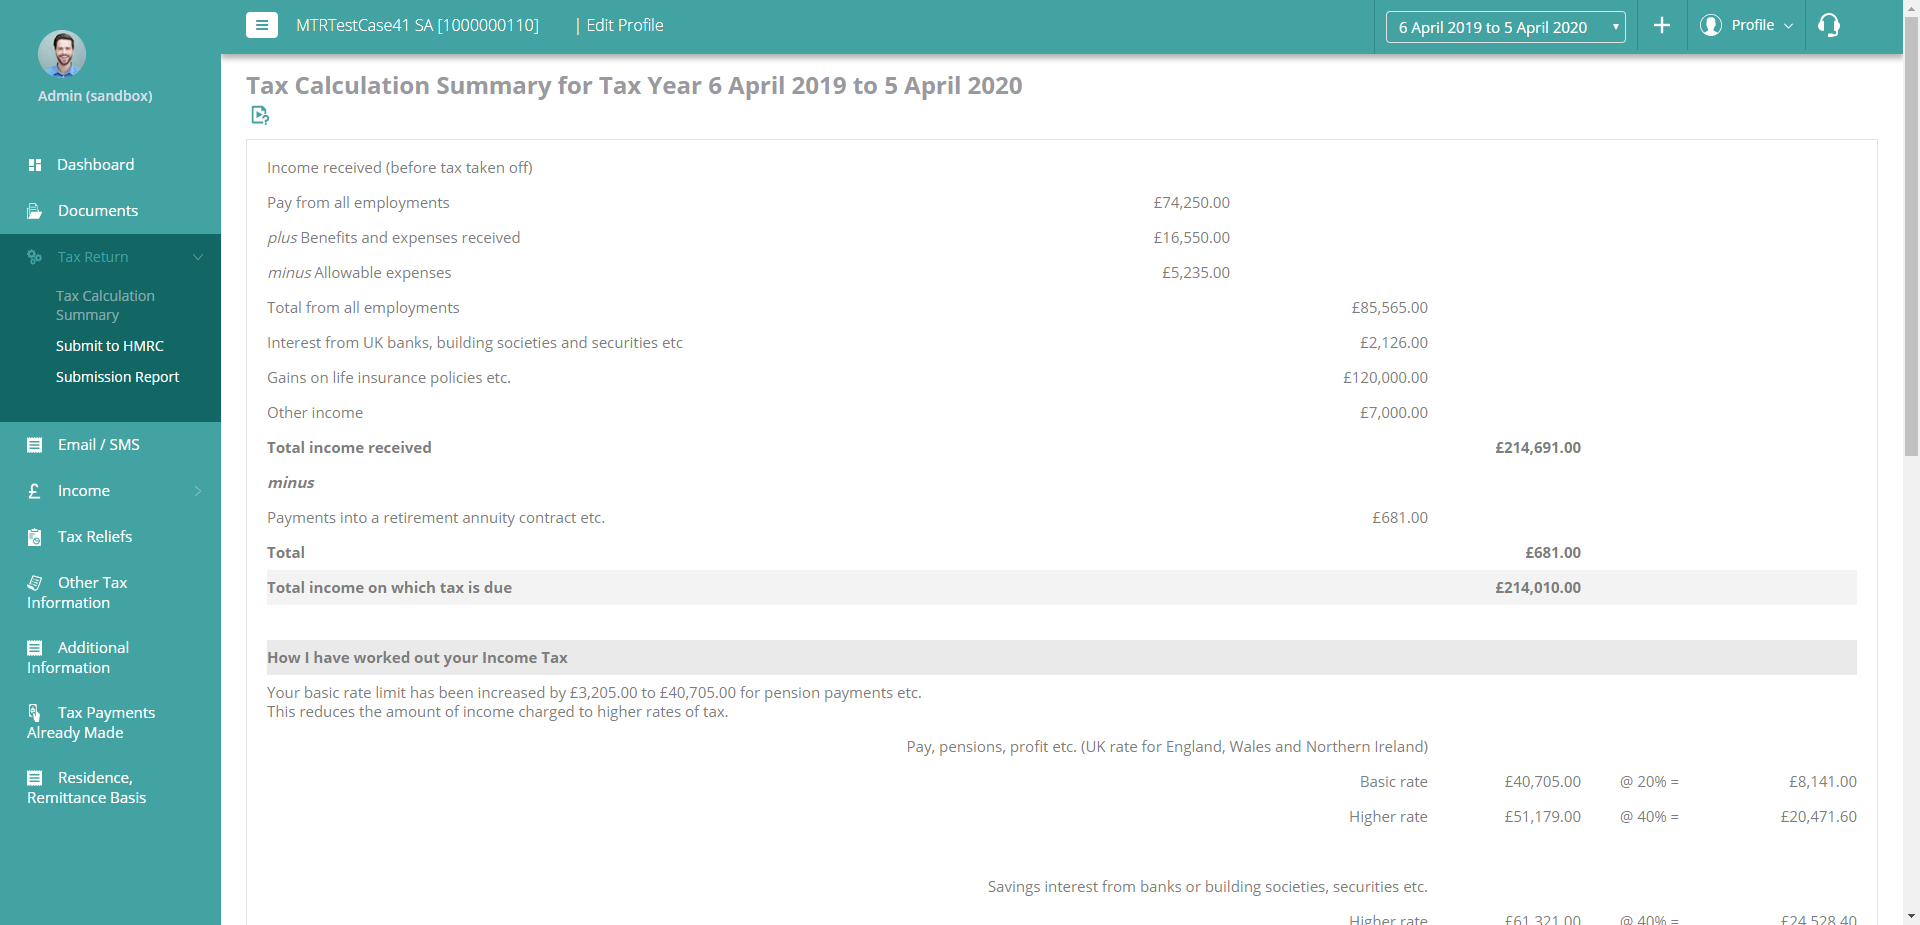 MTRTestCase41 SA [1000000110] | Edit Profile
6 April 2019 to 5 April 2020
Profile
Admin (sandbox)
Dashboard
Documents
Tax Return
Tax Calculation
Summary
Submit to HMRC
Submission Report
Email / SMS
£ Income
Tax Reliefs
Other Tax
Information
Additional
Information
Tax Payments
Already Made
Residence,
Remittance Basis
Tax Calculation Summary for Tax Year 6 April 2019 to 5 April 2020
Income received (before tax taken off)
Pay from all employments £74,250.00
plus Benefits and expenses received £16,550.00
minus Allowable expenses £5,235.00
Total from all employments £85,565.00
Interest from UK banks, building societies and securities etc £2,126.00
Gains on life insurance policies etc. £120,000.00
Other income £7,000.00
Total income received £214,691.00
minus
Payments into a retirement annuity contract etc. £681.00
Total £681.00
Total income on which tax is due £214,010.00
How I have worked out your Income Tax
Your basic rate limit has been increased by £3,205.00 to £40,705.00 for pension payments etc.
This reduces the amount of income charged to higher rates of tax.
Pay, pensions, profit etc. (UK rate for England, Wales and Northern Ireland)
Basic rate £40,705.00 @ 20% = £8,141.00
Higher rate £51,179.00 @ 40% = £20,471.60
Savings interest from banks or building societies, securities etc.
Higher rate £61,321.00 @ 40% = £24,528.40